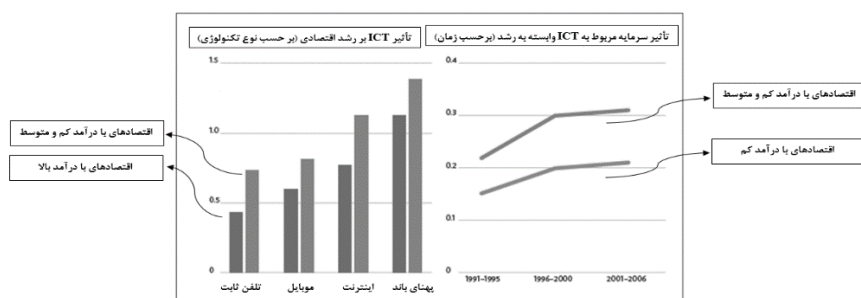 تأثیر ICT بر رشد اقتصادی (بر حسب نوع تکنولوژی)
تأثیر سرمایه مربوط به ICT وابسته به رشد (برحسب زمان)
1.5
1.0
0.5
0
تلفن ثابت
موبایل
اینترنت
پهنای باند
اقتصادهای با درآمد کم و متوسط
اقتصادهای با درآمد بالا
0.4
0.3
0.2
0.1
0
1991–1995
1996–2000
2001–2006
اقتصادهای با درآمد کم و متوسط
اقتصادهای با درآمد کم